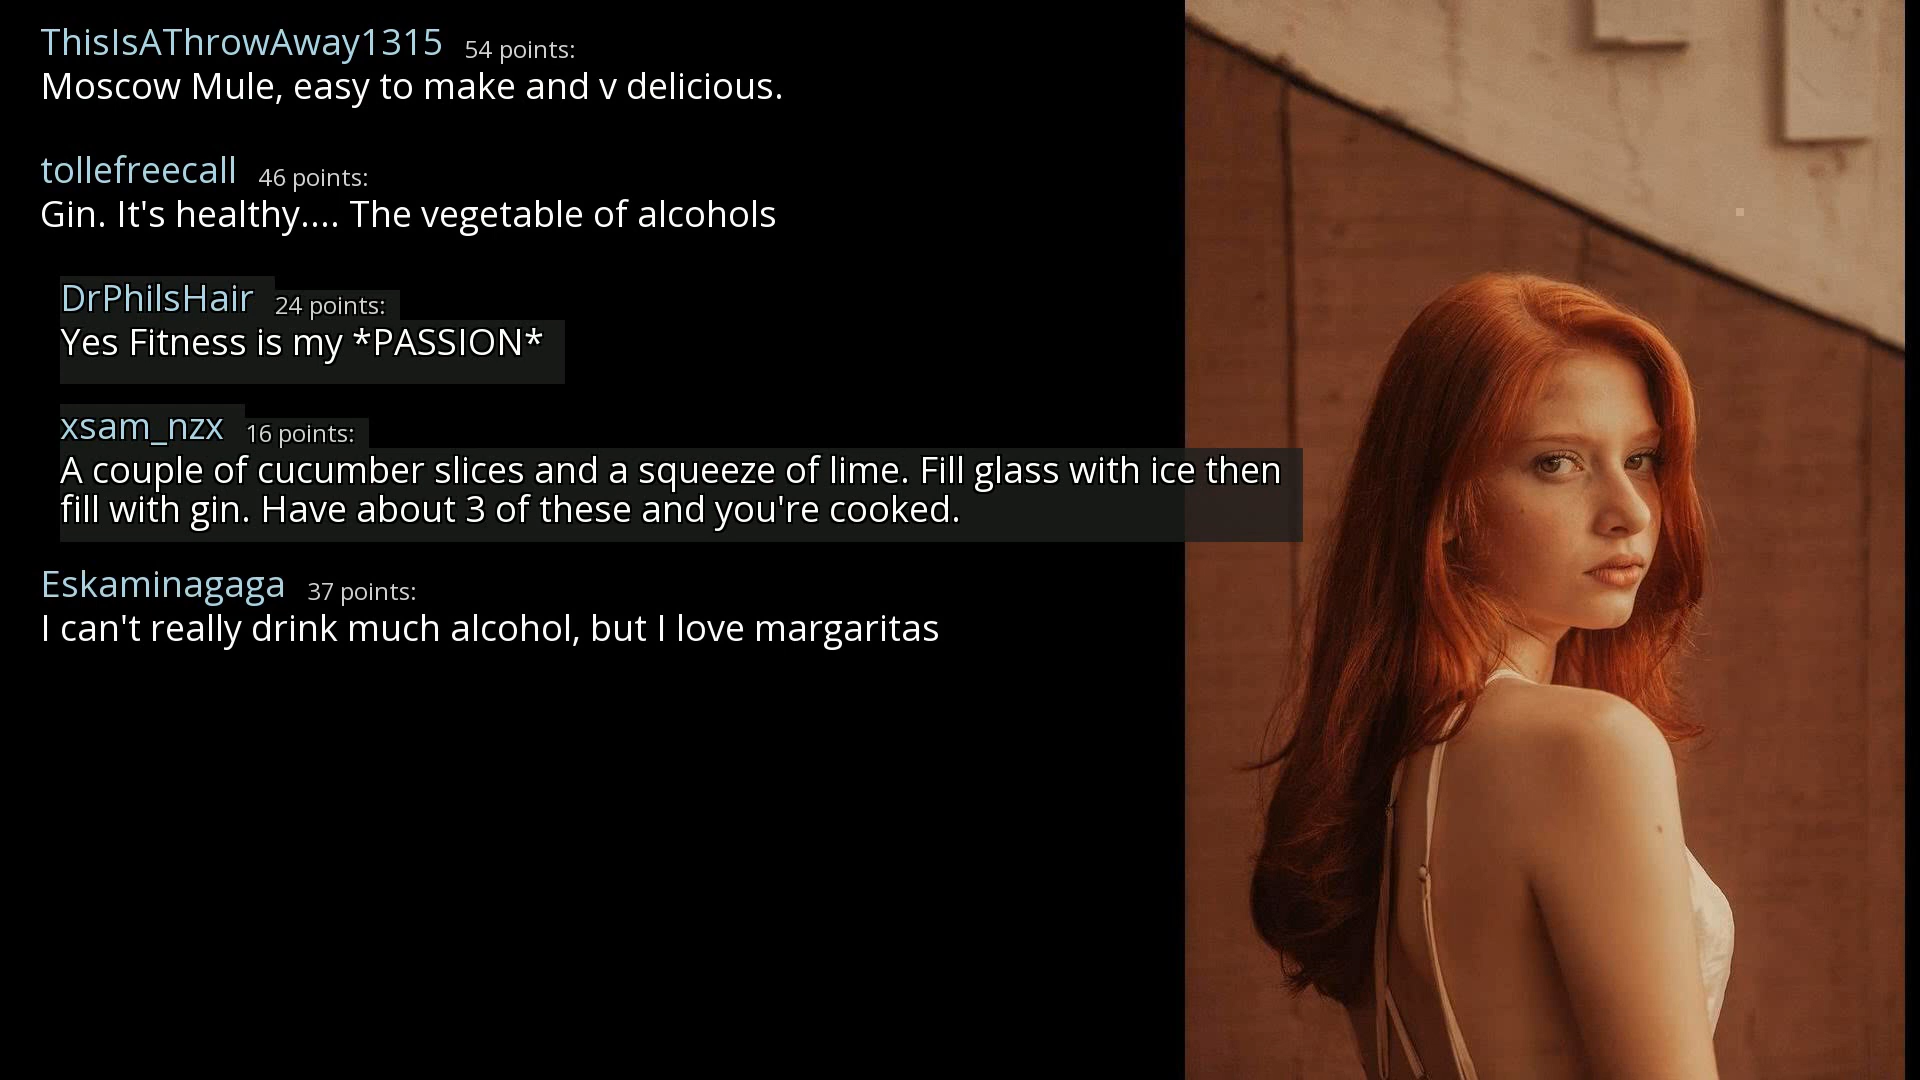 ThisIsAThrowAway1315 54 points:
Moscow Mule, easy to make and v delicious.
tollefreecall 46 points:
Gin. It's healthy.... The vegetable of alcohols
DrPhilsHair 24 points:
Yes Fitness is my *PASSION*
xsam_nzx 16 points:
A couple of cucumber slices and a squeeze of lime. Fill glass with ice then
fill with gin. Have about 3 of these and you're cooked.
Eskaminagaga 37 points:
I can't really drink much alcohol, but I love margaritas